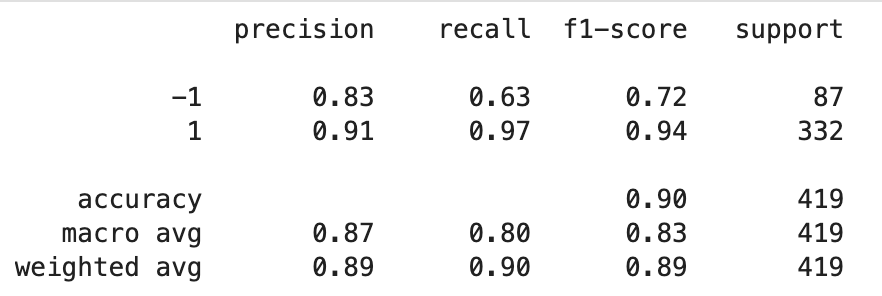 precision recall f1-score support
-1 0.83 0.63 0.72 87
1 0.91 0.97 0.94 332
accuracy 0.90 419
macro avg 0.87 0.80 0.83 419
weighted avg 0.89 0.90 0.89 419